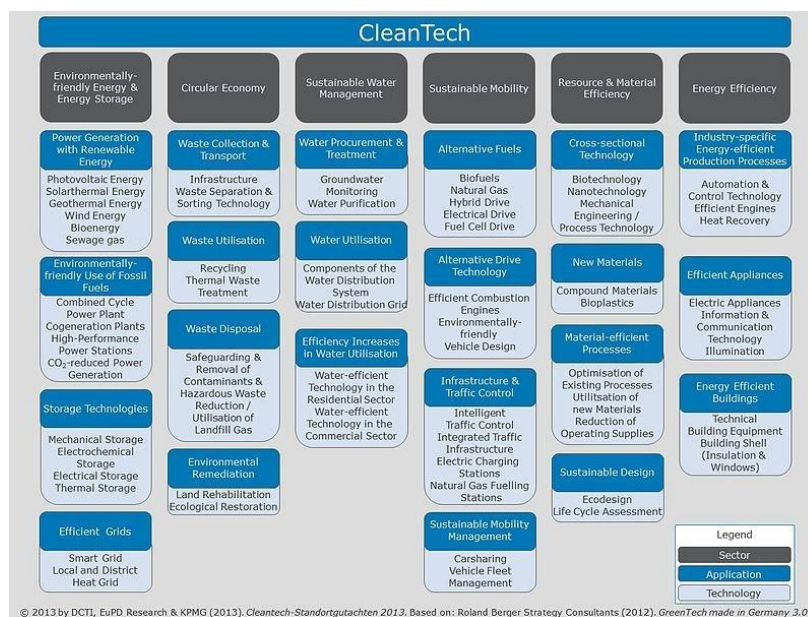 CleanTech
Environmentally-
friendly Energy &
Energy Storage
Power Generation
with Renewable
Energy
Photovoltaic Energy
Solarthermal Energy
Geothermal Energy
Wind Energy
Bioenergy
Sewage gas
Environmentally-
friendly Use of Fossil
Fuels
Combined Cycle
Power Plant
Cogeneration Plants
High-Performance
Power Stations
CO₂-reduced Power
Generation
Storage Technologies
Mechanical Storage
Electrochemical
Storage
Electrical Storage
Thermal Storage
Efficient Grids
Smart Grid
Local and District
Heat Grid
Circular Economy
Waste Collection &
Transport
Infrastructure
Waste Separation &
Sorting Technology
Waste Utilisation
Recycling
Thermal Waste
Treatment
Waste Disposal
Safeguarding &
Removal of
Contaminants &
Hazardous Waste
Reduction /
Utilisation of
Landfill Gas
Environmental
Remediation
Land Rehabilitation
Ecological Restoration
Sustainable Water
Management
Water Procurement &
Treatment
Groundwater
Monitoring
Water Purification
Water Utilisation
Components of the
Water Distribution
System
Water Distribution Grid
Efficiency Increases
in Water Utilisation
Water-efficient
Technology in the
Residential Sector
Water-efficient
Technology in the
Commercial Sector
Sustainable Mobility
Alternative Fuels
Biofuels
Natural Gas
Hybrid Drive
Electrical Drive
Fuel Cell Drive
Alternative Drive
Technology
Efficient Combustion
Engines
Environmentally-
friendly
Vehicle Design
Infrastructure &
Traffic Control
Intelligent
Traffic Control
Integrated Traffic
Infrastructure
Electric Charging
Stations
Natural Gas Fuelling
Stations
Sustainable Mobility
Management
Carsharing
Vehicle Fleet
Management
Resource & Material
Efficiency
Cross-sectional
Technology
Biotechnology
Nanotechnology
Mechanical
Engineering /
Process Technology
New Materials
Compound Materials
Bioplastics
Material-efficient
Processes
Optimisation of
Existing Processes
Utilitsation of
new Materials
Reduction of
Operating Supplies
Sustainable Design
Ecodesign
Life Cycle Assessment
Energy Efficiency
Industry-specific
Energy-efficient
Production Processes
Automation &
Control Technology
Efficient Engines
Heat Recovery
Efficient Appliances
Electric Appliances
Information &
Communication
Technology
Illumination
Energy Efficient
Buildings
Technical
Building Equipment
Building Shell
(Insulation &
Windows)
Legend
Sector
Application
Technology
© 2013 by DCTI, EuPD Research & KPMG (2013). Cleantech-Standortgutachten 2013. Based on: Roland Berger Strategy Consultants (2012). GreenTech made in Germany 3.0